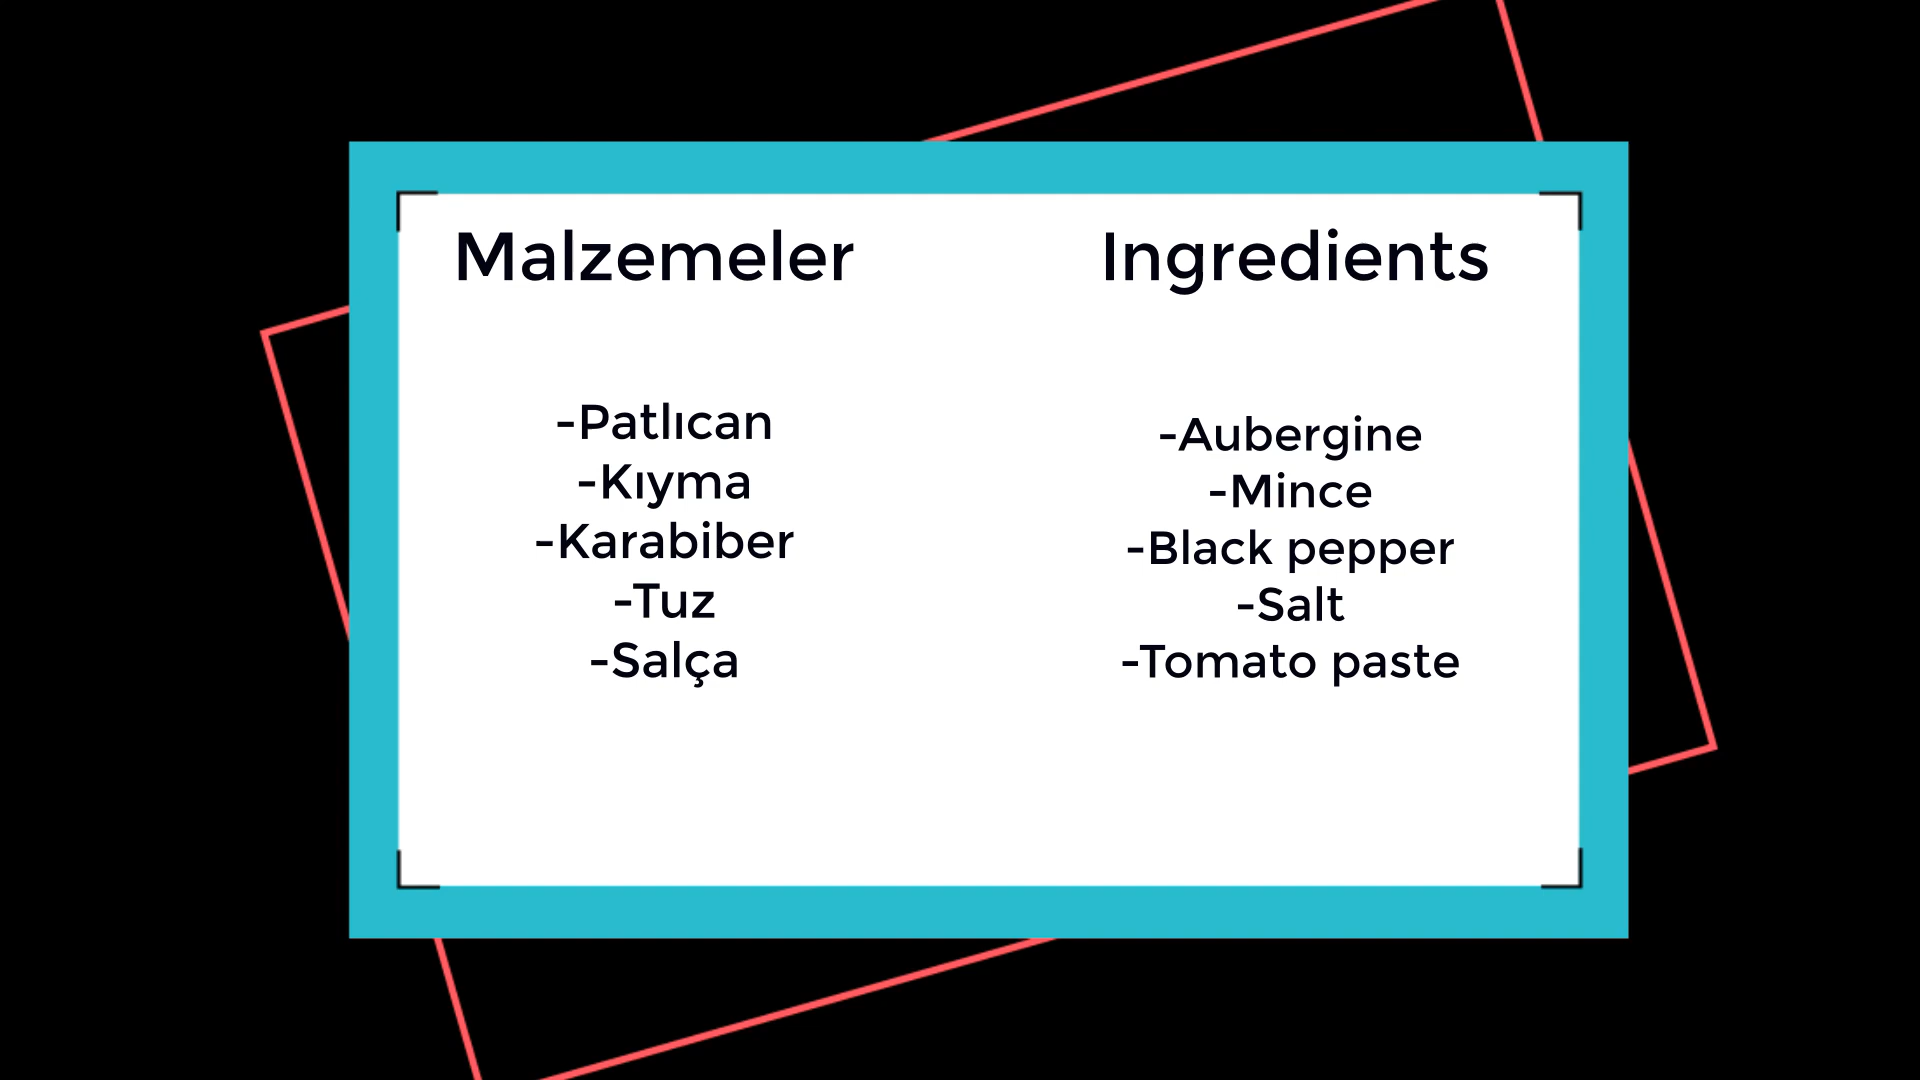 Malzemeler
-Patlıcan
-Kıyma
-Karabiber
-Tuz
-Salça
Ingredients
-Aubergine
-Mince
-Black pepper
-Salt
-Tomato paste